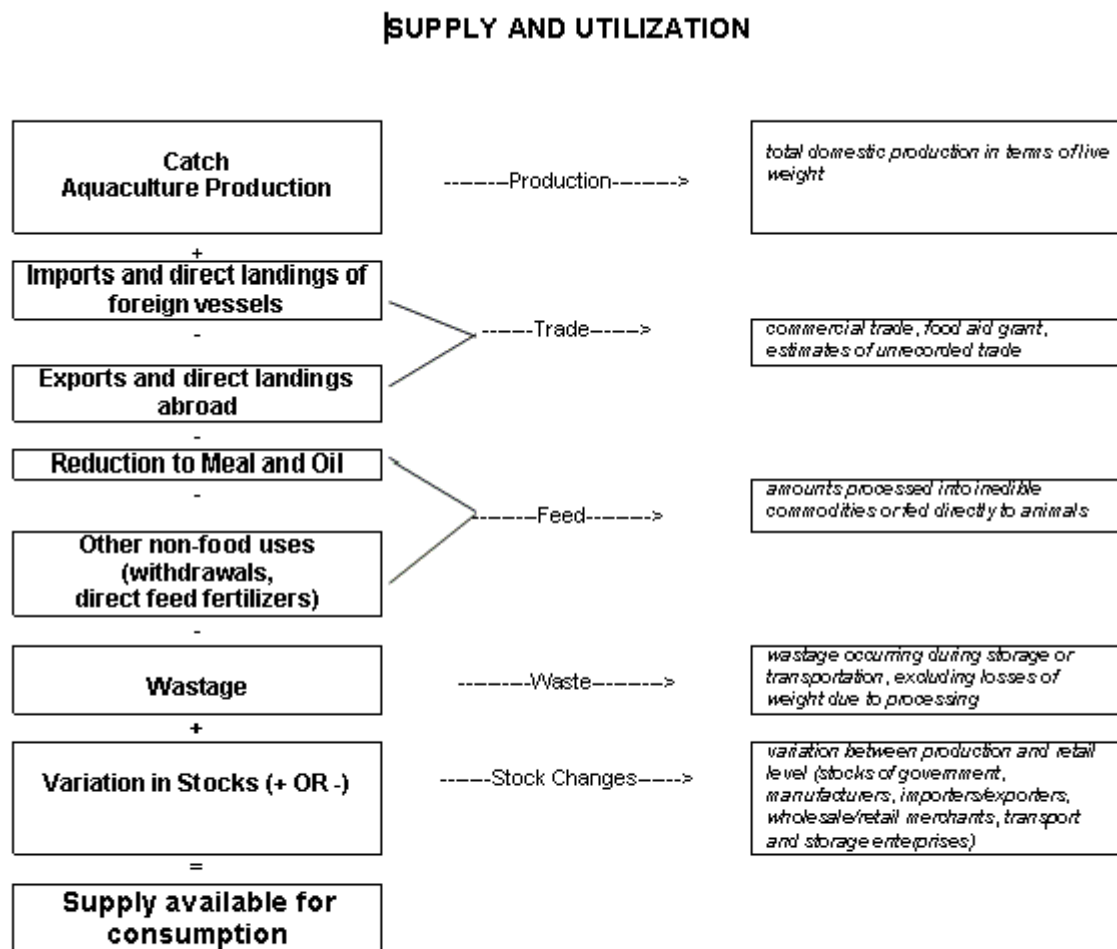 SUPPLY AND UTILIZATION
Catch
Aquaculture Production
----------Production--------->
total domestic production in terms of live
weight
+
Imports and direct landings of
foreign vessels
-
-------Trade------>
commercial trade, food aid grant,
estimates of unrecorded trade
Exports and direct landings
abroad
-
Reduction to Meal and Oil
-
---------Feed--------->
amounts processed into inedible
commodities or fed directly to animals
Other non-food uses
(withdrawals,
direct feed fertilizers)
-
Wastage
----------Waste---------->
wastage occurring during storage or
transportation, excluding losses of
weight due to processing
+
Variation in Stocks (+ OR -)
-------Stock Changes----->
variation between production and retail
level (stocks of government,
manufacturers, importers/exporters,
wholesale/retail merchants, transport
and storage enterprises)
=
Supply available for
consumption